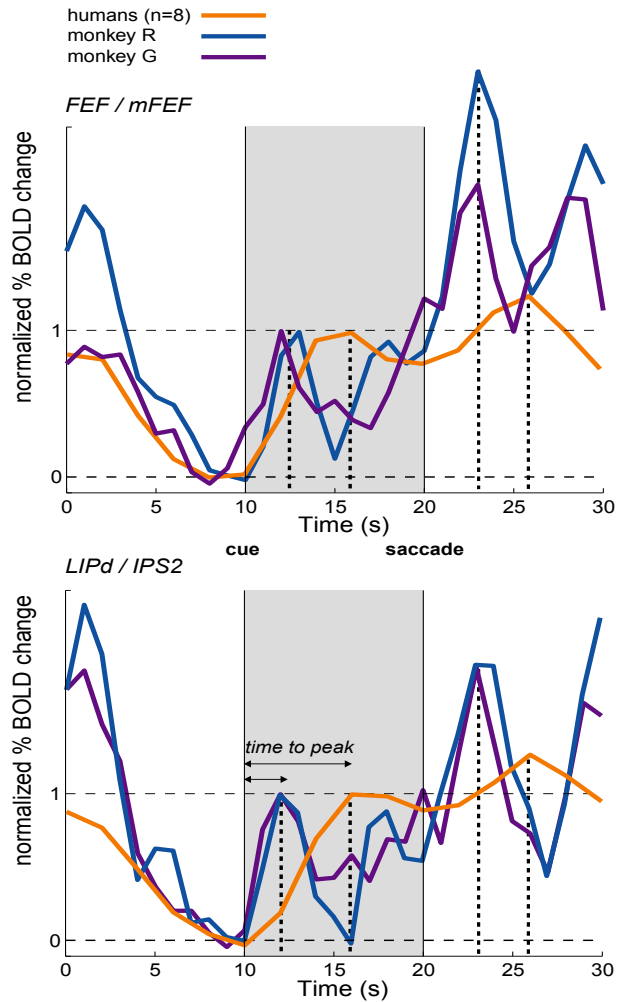 humans (n=8)
monkey R
monkey G
FEF / mFEF
normalized % BOLD change
1
0
0 5 10 15 20 25 30
Time (s)
cue saccade
LIPd / IPS2
normalized % BOLD change
time to peak
1
0
0 5 10 15 20 25 30
Time (s)